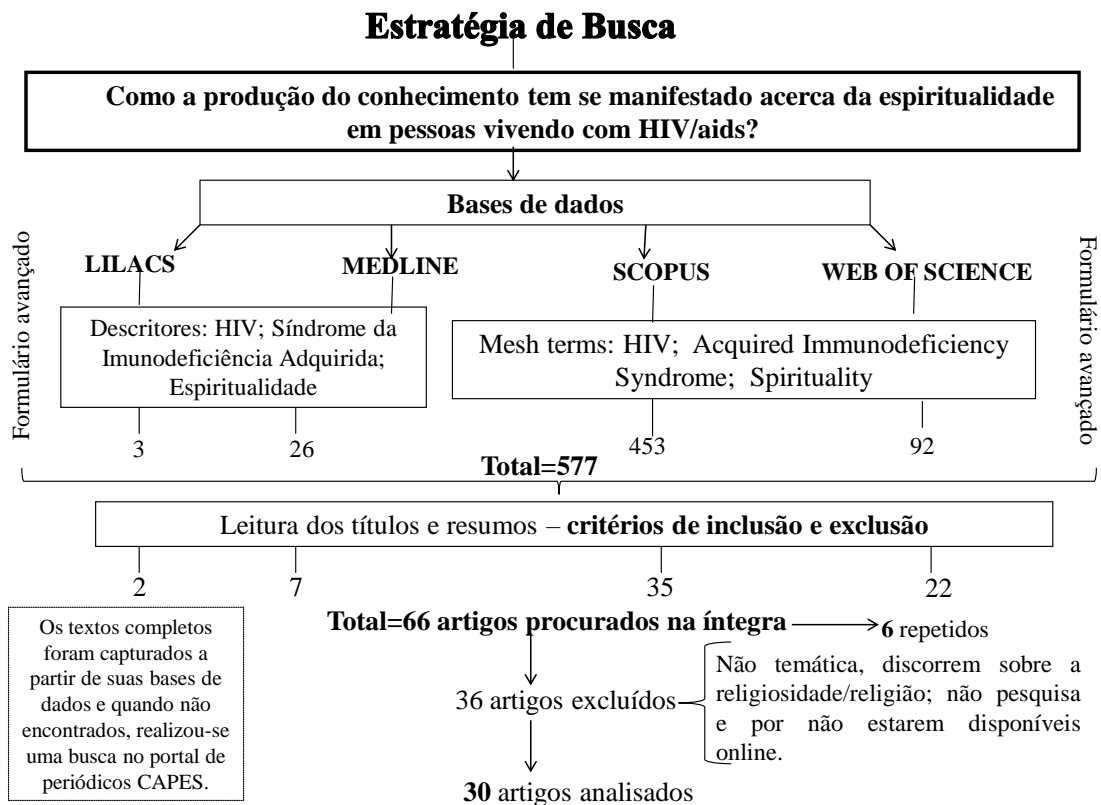 Estratégia de Busca
Como a produção do conhecimento tem se manifestado acerca da espiritualidade
em pessoas vivendo com HIV/aids?
Bases de dados
Formulário avançado
LILACS
MEDLINE
SCOPUS
WEB OF SCIENCE
Formulário avançado
Descritores: HIV; Síndrome da
Imunodeficiência Adquirida;
Espiritualidade
Mesh terms: HIV; Acquired Immunodeficiency
Syndrome; Spirituality
3
26
453
92
Total=577
Leitura dos títulos e resumos – critérios de inclusão e exclusão
2
7
35
22
Os textos completos
foram capturados a
partir de suas bases de
dados e quando não
encontrados, realizou-se
uma busca no portal de
periódicos CAPES.
Total=66 artigos procurados na íntegra
6 repetidos
36 artigos excluídos
Não temática, discorrem sobre a
religiosidade/religião; não pesquisa
e por não estarem disponíveis
online.
30 artigos analisados